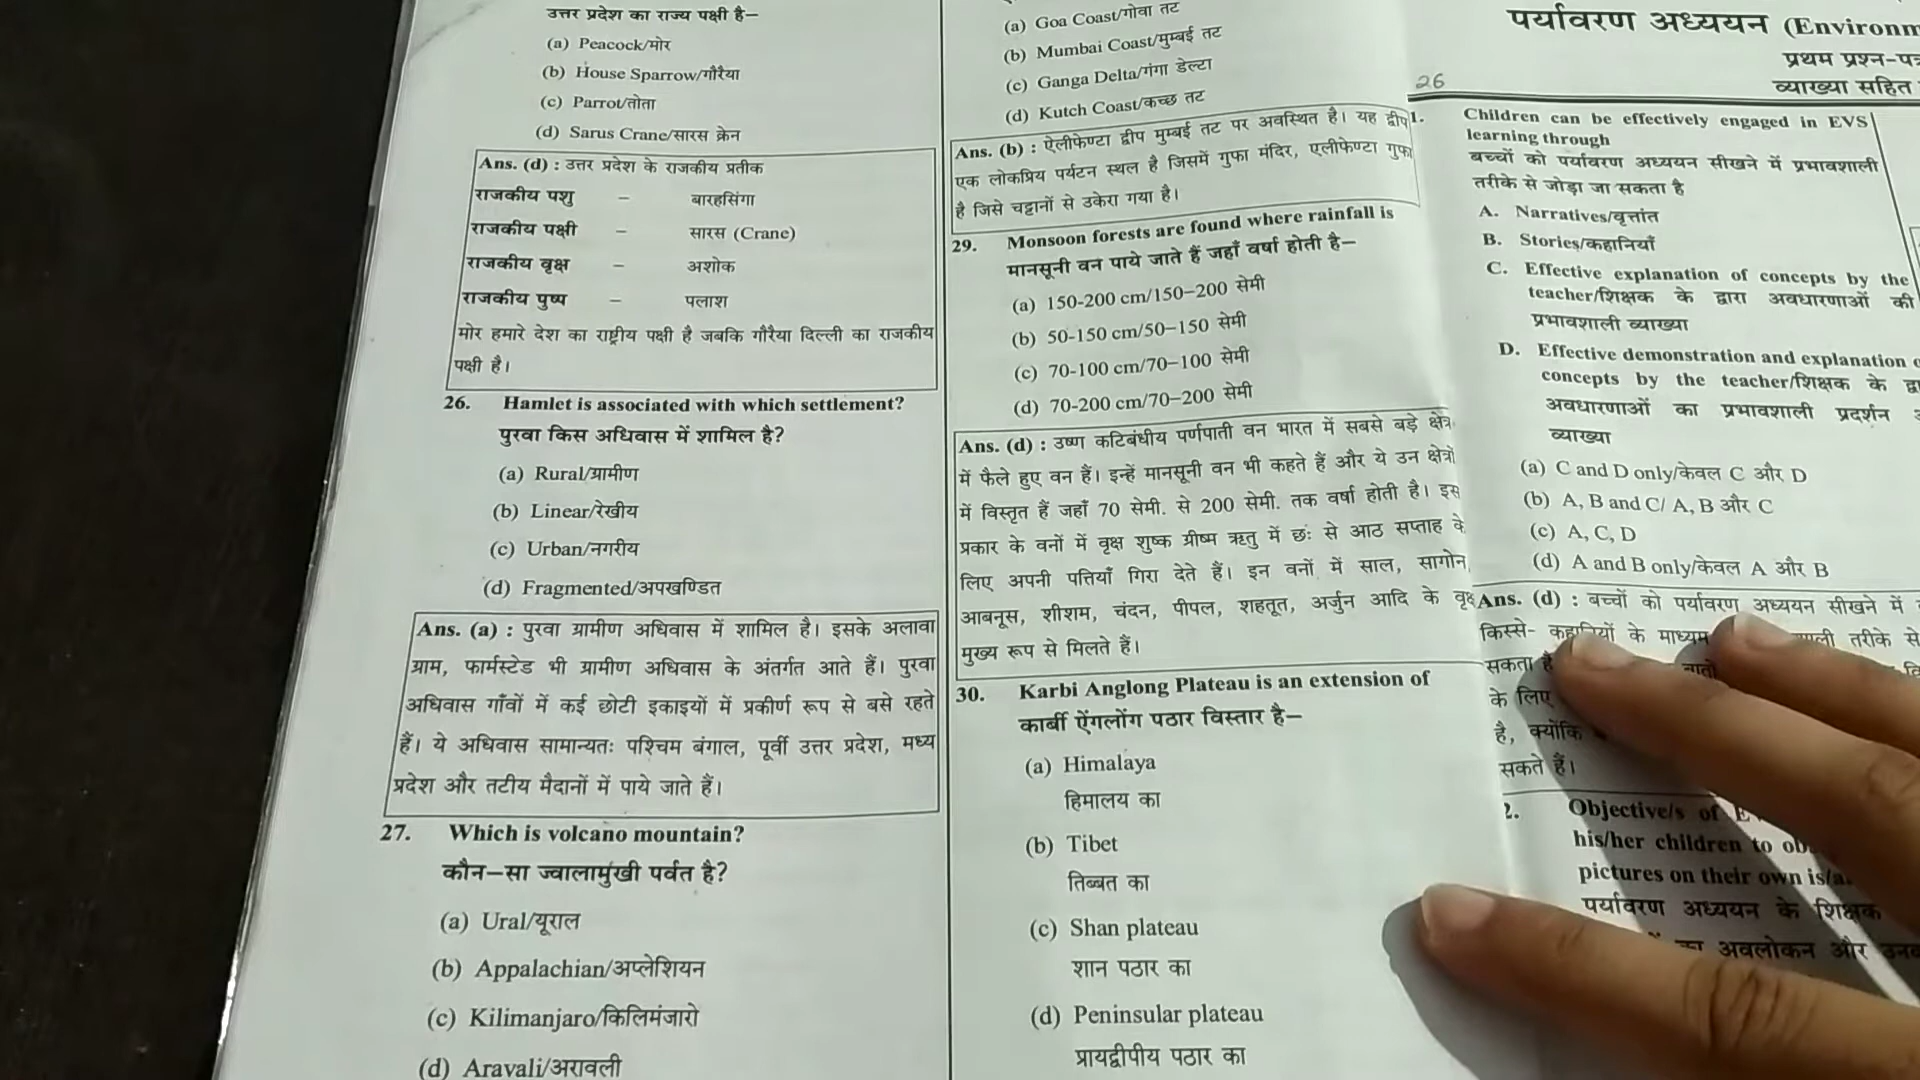 उत्तर प्रदेश का राज्य पक्षी है–
(a) Peacock/मोर
(b) House Sparrow/गौरैया
(c) Parrot/तोता
(d) Sarus Crane/सारस क्रेन
Ans. (d) : उत्तर प्रदेश के राजकीय प्रतीक
राजकीय पशु – बारहसिंगा
राजकीय पक्षी – सारस (Crane)
राजकीय वृक्ष – अशोक
राजकीय पुष्प – पलाश
मोर हमारे देश का राष्ट्रीय पक्षी है जबकि गौरैया दिल्ली का राजकीय
पक्षी है।
26. Hamlet is associated with which settlement?
पुरवा किस अधिवास में शामिल है?
(a) Rural/ग्रामीण
(b) Linear/रेखीय
(c) Urban/नगरीय
(d) Fragmented/अपखण्डित
Ans. (a) : पुरवा ग्रामीण अधिवास में शामिल है। इसके अलावा
ग्राम, फार्मस्टेड भी ग्रामीण अधिवास के अंतर्गत आते हैं। पुरवा
अधिवास गाँवों में कई छोटी इकाइयों में प्रकीर्ण रूप से बसे रहते
हैं। ये अधिवास सामान्यतः पश्चिम बंगाल, पूर्वी उत्तर प्रदेश, मध्य
प्रदेश और तटीय मैदानों में पाये जाते हैं।
27. Which is volcano mountain?
कौन–सा ज्वालामुखी पर्वत है?
(a) Ural/यूराल
(b) Appalachian/अप्लेशियन
(c) Kilimanjaro/किलिमंजारो
(d) Aravali/अरावली
(a) Goa Coast/गोवा तट
(b) Mumbai Coast/मुम्बई तट
(c) Ganga Delta/गंगा डेल्टा
(d) Kutch Coast/कच्छ तट
Ans. (b) : ऐलीफेण्टा द्वीप मुम्बई तट पर अवस्थित है। यह द्वीप
एक लोकप्रिय पर्यटन स्थल है जिसमें गुफा मंदिर, एलीफेण्टा गुफा
है जिसे चट्टानों से उकेरा गया है।
29. Monsoon forests are found where rainfall is
मानसूनी वन पाये जाते हैं जहाँ वर्षा होती है–
(a) 150-200 cm/150–200 सेमी
(b) 50-150 cm/50–150 सेमी
(c) 70-100 cm/70–100 सेमी
(d) 70-200 cm/70–200 सेमी
Ans. (d) : उष्ण कटिबंधीय पर्णपाती वन भारत में सबसे बड़े क्षेत्र
में फैले हुए वन हैं। इन्हें मानसूनी वन भी कहते हैं और ये उन क्षेत्रों
में विस्तृत हैं जहाँ 70 सेमी. से 200 सेमी. तक वर्षा होती है। इस
प्रकार के वनों में वृक्ष शुष्क ग्रीष्म ऋतु में छः से आठ सप्ताह के
लिए अपनी पत्तियाँ गिरा देते हैं। इन वनों में साल, सागोन,
आबनूस, शीशम, चंदन, पीपल, शहतूत, अर्जुन आदि के वृक्ष
मुख्य रूप से मिलते हैं।
30. Karbi Anglong Plateau is an extension of
कार्बी ऐंगलोंग पठार विस्तार है–
(a) Himalaya
हिमालय का
(b) Tibet
तिब्बत का
(c) Shan plateau
शान पठार का
(d) Peninsular plateau
प्रायद्वीपीय पठार का
पर्यावरण अध्ययन (Environm
प्रथम प्रश्न-पत्र
व्याख्या सहित
26
1. Children can be effectively engaged in EVS
learning through
बच्चों को पर्यावरण अध्ययन सीखने में प्रभावशाली
तरीके से जोड़ा जा सकता है
A. Narratives/वृत्तांत
B. Stories/कहानियाँ
C. Effective explanation of concepts by the
teacher/शिक्षक के द्वारा अवधारणाओं की
प्रभावशाली व्याख्या
D. Effective demonstration and explanation
concepts by the teacher/शिक्षक के
अवधारणाओं का प्रभावशाली प्रदर्शन
व्याख्या
(a) C and D only/केवल C और D
(b) A, B and C/ A, B और C
(c) A, C, D
(d) A and B only/केवल A और B
Ans. (d) : बच्चों को पर्यावरण अध्ययन सीखने में
किस्से- कहानियों के माध्यम तरीके से
सकता है
के लिए
है, क्योंकि
सकते हैं।
2. Objective/s of
his/her children to
pictures on their own
पर्यावरण अध्ययन के शिक्षक
का अवलोकन और